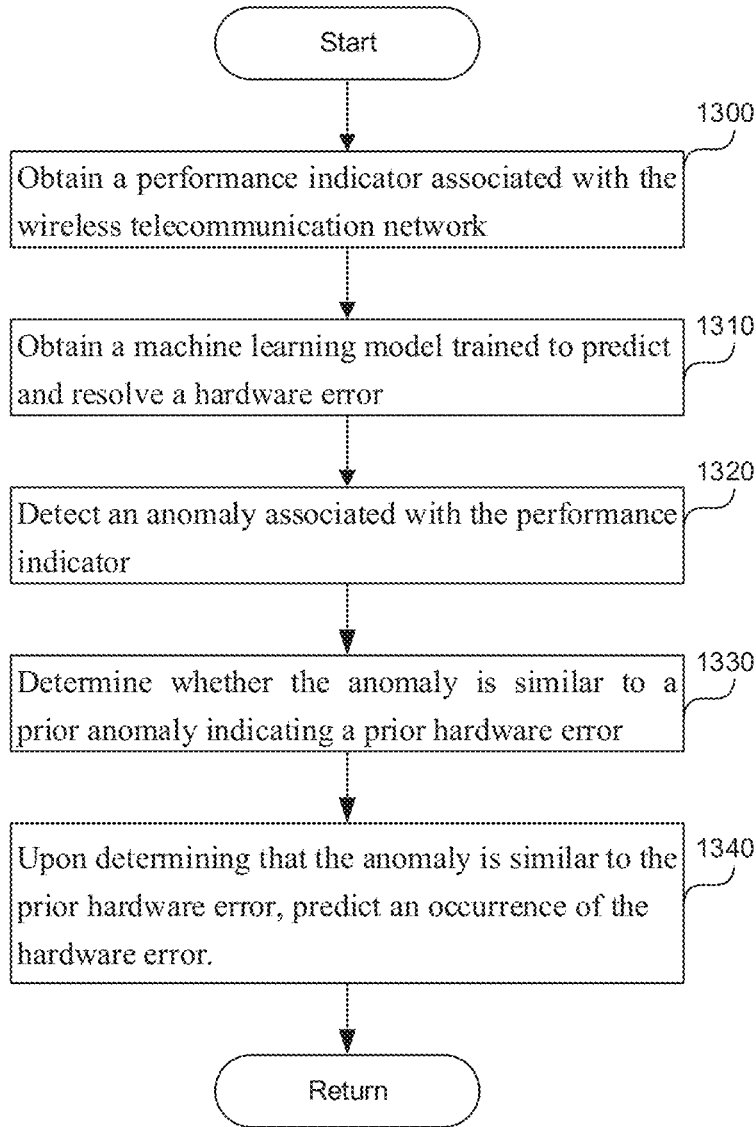 Start
1300
Obtain a performance indicator associated with the
wireless telecommunication network
1310
Obtain a machine learning model trained to predict
and resolve a hardware error
1320
Detect an anomaly associated with the performance
indicator
1330
Determine whether the anomaly is similar to a
prior anomaly indicating a prior hardware error
1340
Upon determining that the anomaly is similar to the
prior hardware error, predict an occurrence of the
hardware error.
Return